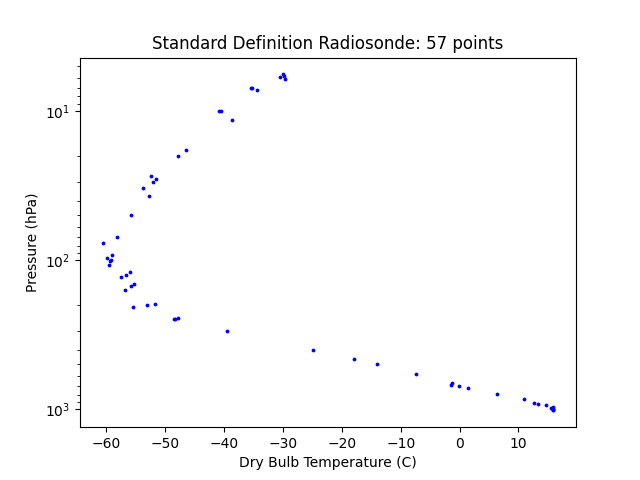 Standard Definition Radiosonde: 57 points
Pressure (hPa)
10¹
10²
10³
−60 −50 −40 −30 −20 −10 0 10
Dry Bulb Temperature (C)